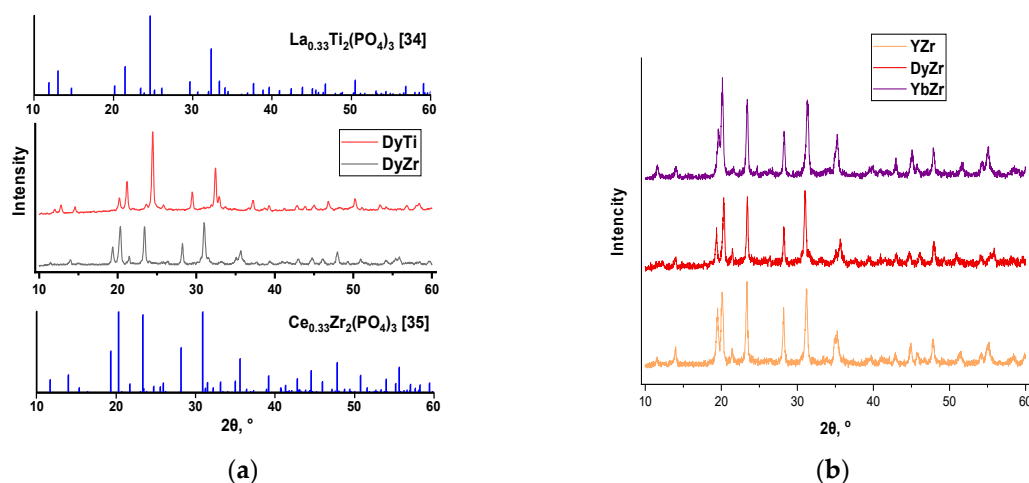 La0.33Ti2(PO4)3 [34]
10 20 30 40 50 60
Intensity
DyTi
DyZr
10 20 30 40 50 60
Ce0.33Zr2(PO4)3 [35]
10 20 30 40 50 60
2θ, º
(a)
YZr
DyZr
YbZr
Intencity
10 20 30 40 50 60
2θ, º
(b)